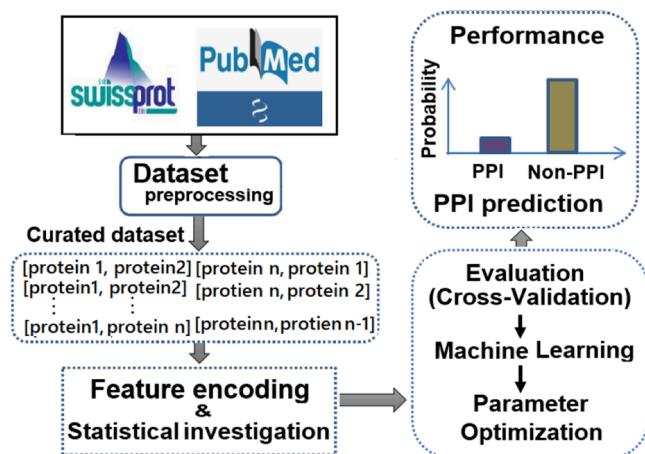 swissprot
PubMed
Dataset
preprocessing
Curated dataset
[protein 1, protein2] [protein n, protein 1]
[protein1, protein2] [protien n, protein 2]
⋮ ⋮
[protein1, protein n] [protein n, protien n-1]
Feature encoding
&
Statistical investigation
Performance
Probability
PPI Non-PPI
PPI prediction
Evaluation
(Cross-Validation)
Machine Learning
Parameter
Optimization